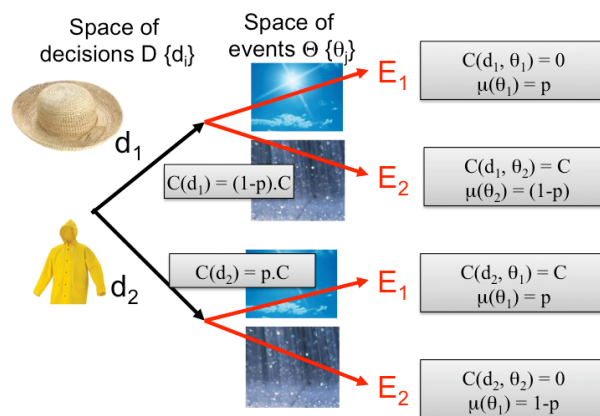 Space of
decisions D {dᵢ}
Space of
events Θ {θⱼ}
d₁
E₁
C(d₁, θ₁) = 0
μ(θ₁) = p
C(d₁) = (1-p).C
E₂
C(d₁, θ₂) = C
μ(θ₂) = (1-p)
d₂
C(d₂) = p.C
E₁
C(d₂, θ₁) = C
μ(θ₁) = p
E₂
C(d₂, θ₂) = 0
μ(θ₁) = 1-p